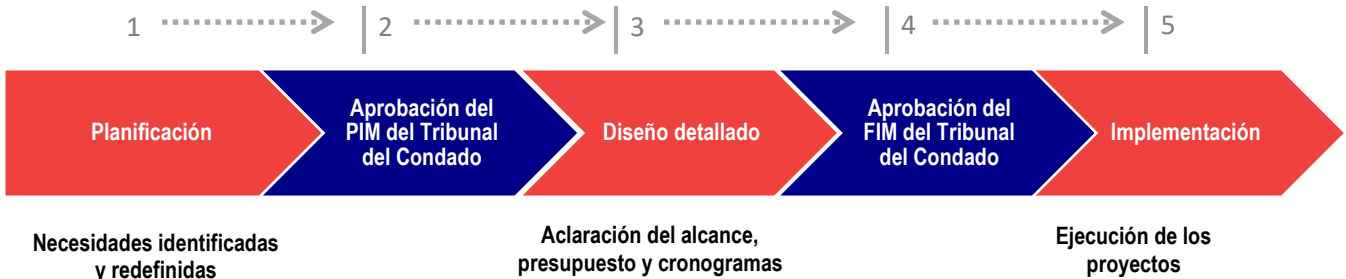 1 2 3 4 5
Planificación
Aprobación del
PIM del Tribunal
del Condado
Diseño detallado
Aprobación del
FIM del Tribunal
del Condado
Implementación
Necesidades identificadas
y redefinidas
Aclaración del alcance,
presupuesto y cronogramas
Ejecución de los
proyectos